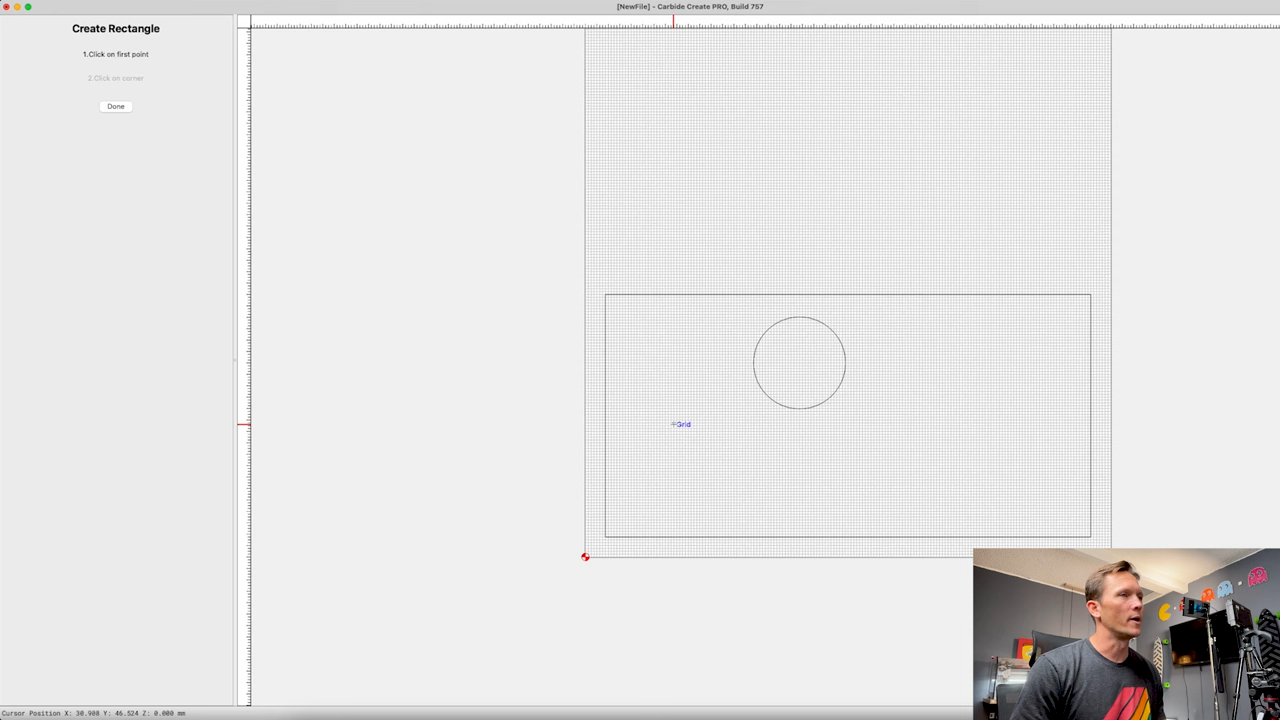 [NewFile] - Carbide Create PRO, Build 757
Create Rectangle
1.Click on first point
2.Click on corner
Done
Grid
Cursor Position X: 30.908 Y: 46.524 Z: 0.000 mm